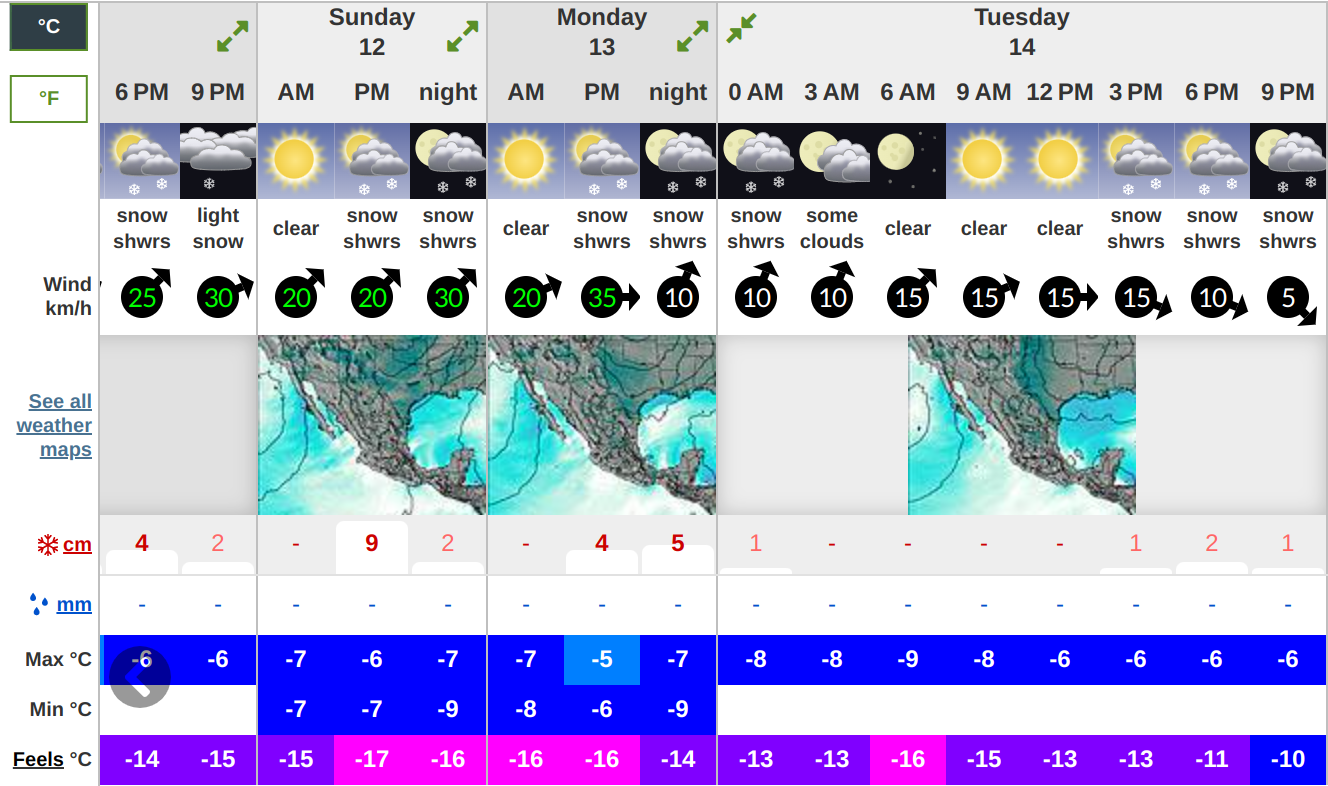 °C
°F
Sunday
12
Monday
13
Tuesday
14
6 PM 9 PM AM PM night AM PM night 0 AM 3 AM 6 AM 9 AM 12 PM 3 PM 6 PM 9 PM
snow shwrs
light snow
clear
snow shwrs
snow shwrs
clear
snow shwrs
snow shwrs
snow shwrs
some clouds
clear
clear
clear
snow shwrs
snow shwrs
snow shwrs
Wind
km/h
25 30 20 20 30 20 35 10 10 10 15 15 15 15 10 5
See all
weather
maps
cm 4 2 - 9 2 - 4 5 1 - - - - 1 2 1
mm - - - - - - - - - - - - - - - -
Max °C -6 -6 -7 -6 -7 -7 -5 -7 -8 -8 -9 -8 -6 -6 -6 -6
Min °C -7 -7 -9 -8 -6 -9
Feels °C -14 -15 -15 -17 -16 -16 -16 -14 -13 -13 -16 -15 -13 -13 -11 -10